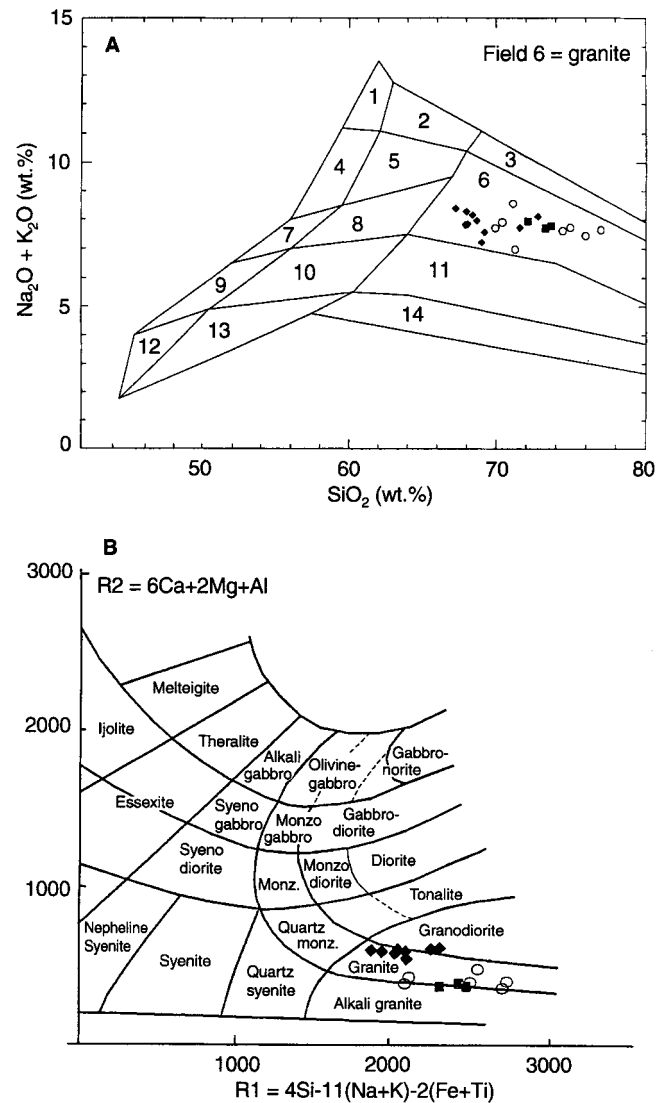 A
Field 6 = granite
15
10
5
0
Na2O + K2O (wt.%)
1
2
3
4
5
6
7
8
9
10
11
12
13
14
50
60
70
80
SiO2 (wt.%)
B
3000
R2 = 6Ca+2Mg+Al
2000
1000
0
Melteigite
Ijolite
Theralite
Alkali
gabbro
Olivine-
gabbro
Gabbro-
norite
Essexite
Syeno
gabbro
Monzo
gabbro
Gabbro-
diorite
Syeno
diorite
Monz.
Monzo
diorite
Diorite
Tonalite
Nepheline
Syenite
Syenite
Quartz
syenite
Quartz
monz.
Granodiorite
Granite
Alkali granite
1000
2000
3000
R1 = 4Si-11(Na+K)-2(Fe+Ti)